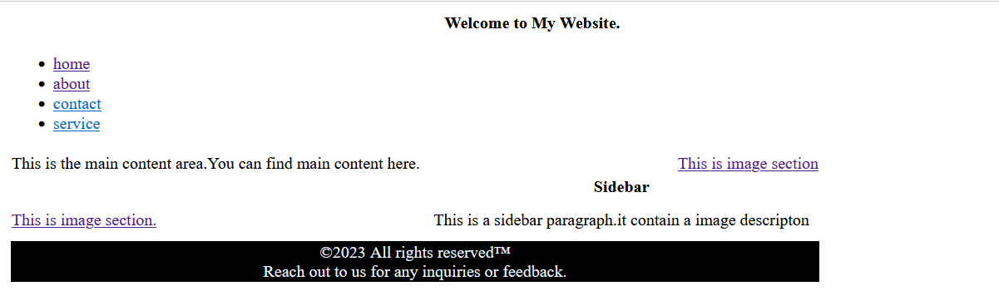 Welcome to My Website.
home
about
contact
service
This is the main content area.You can find main content here.
This is image section
Sidebar
This is image section.
This is a sidebar paragraph.it contain a image descripton
©2023 All rights reserved™
Reach out to us for any inquiries or feedback.